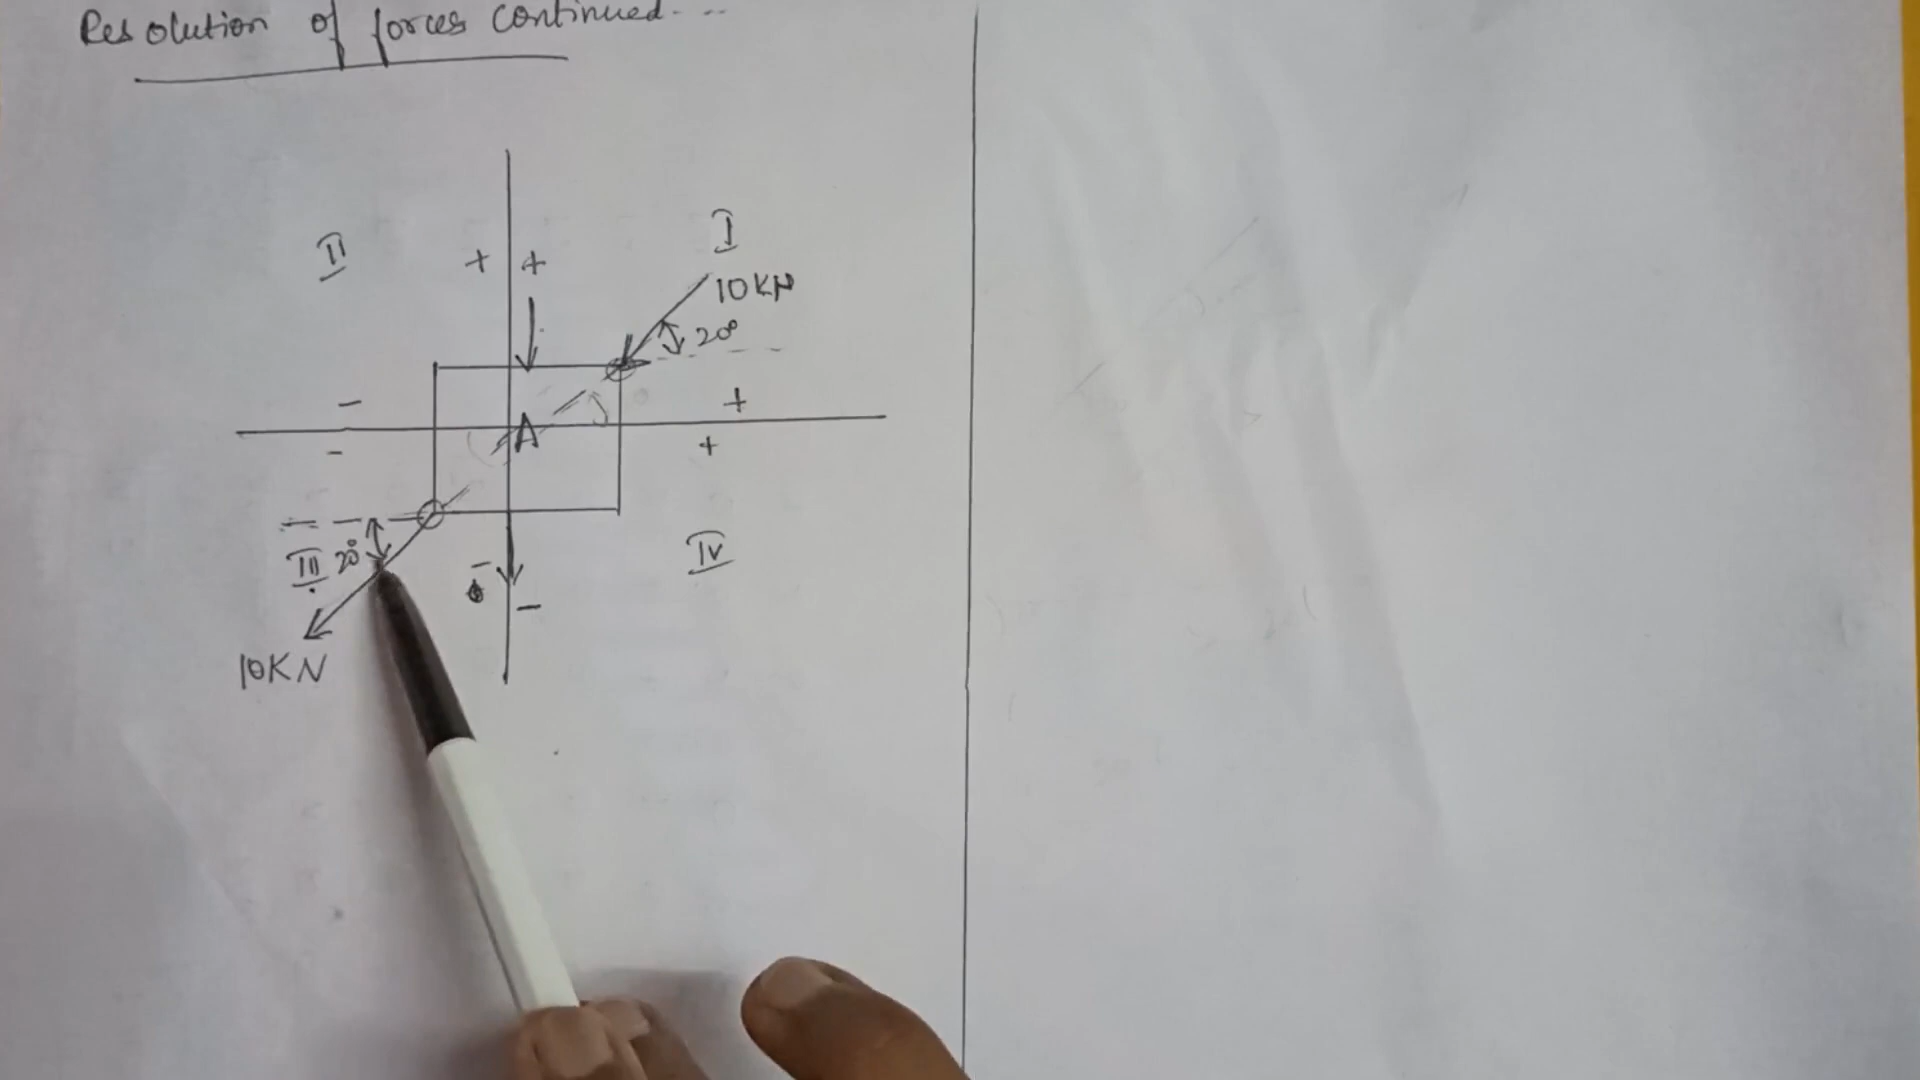 Resolution of forces continued...
II
+ +
I
10KN
20°
-
+
A
-
+
III
20°
-
-
IV
10KN